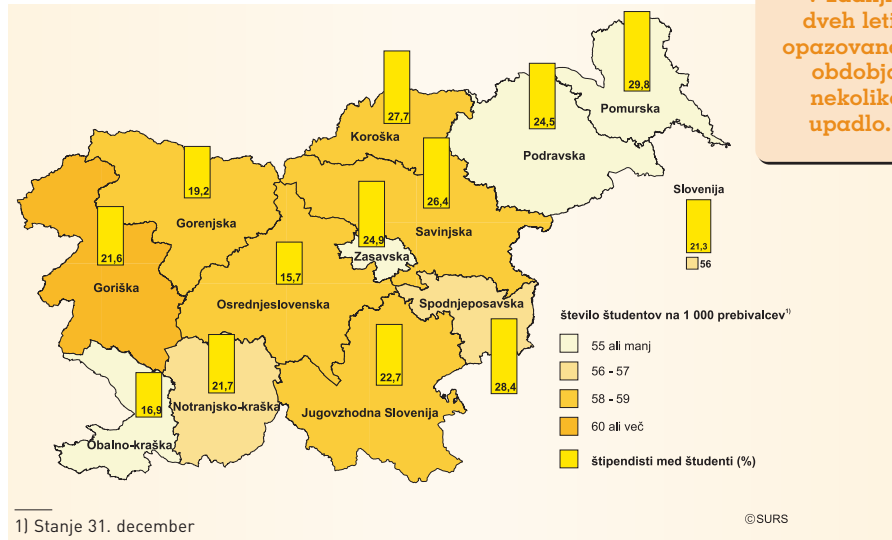 dveh leti
opazovane
obdobja
nekoliko
upadlo.
29,8
Pomurska
24,5
Podravska
27,7
Koroška
26,4
Savinjska
19,2
Gorenjska
24,9
Zasavska
21,6
Goriška
15,7
Osrednjeslovenska
Spodnjeposavska
28,4
21,7
Notranjsko-kraška
22,7
Jugovzhodna Slovenija
16,9
Obalno-kraška
Slovenija
21,3
56
število študentov na 1 000 prebivalcev¹⁾
55 ali manj
56 - 57
58 - 59
60 ali več
štipendisti med študenti (%)
1) Stanje 31. december
©SURS